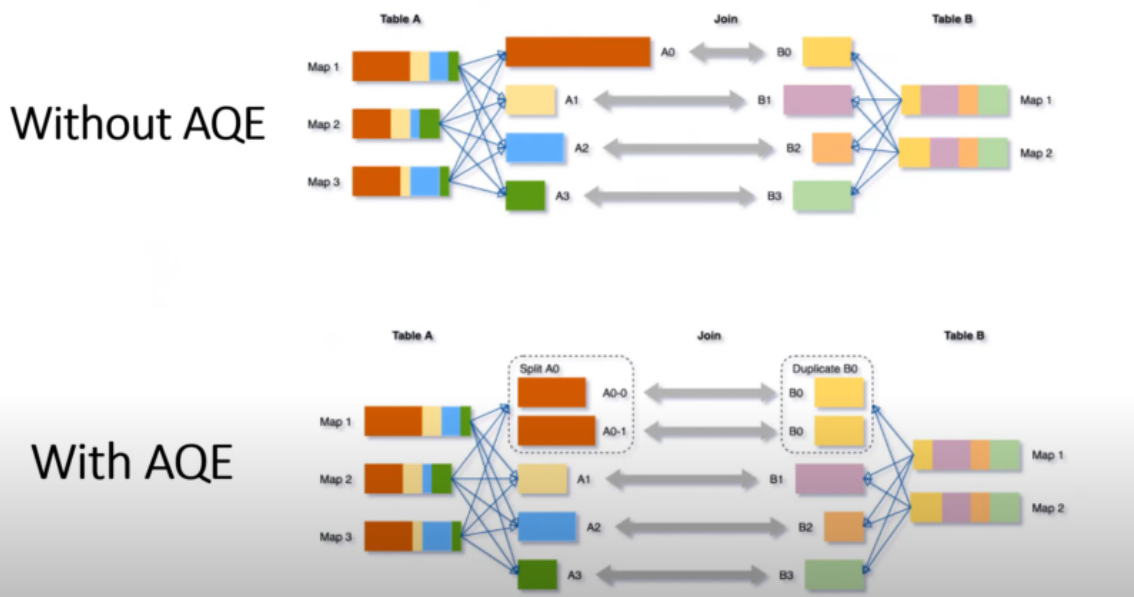 Table A Join Table B
Map 1 A0 B0
Without AQE A1 B1 Map 1
Map 2 A2 B2 Map 2
Map 3 A3 B3
Table A Join Table B
Split A0 Duplicate B0
A0-0 B0
Map 1 A0-1 B0
With AQE Map 1
Map 2 A1 B1
Map 2
Map 3 A2 B2
A3 B3